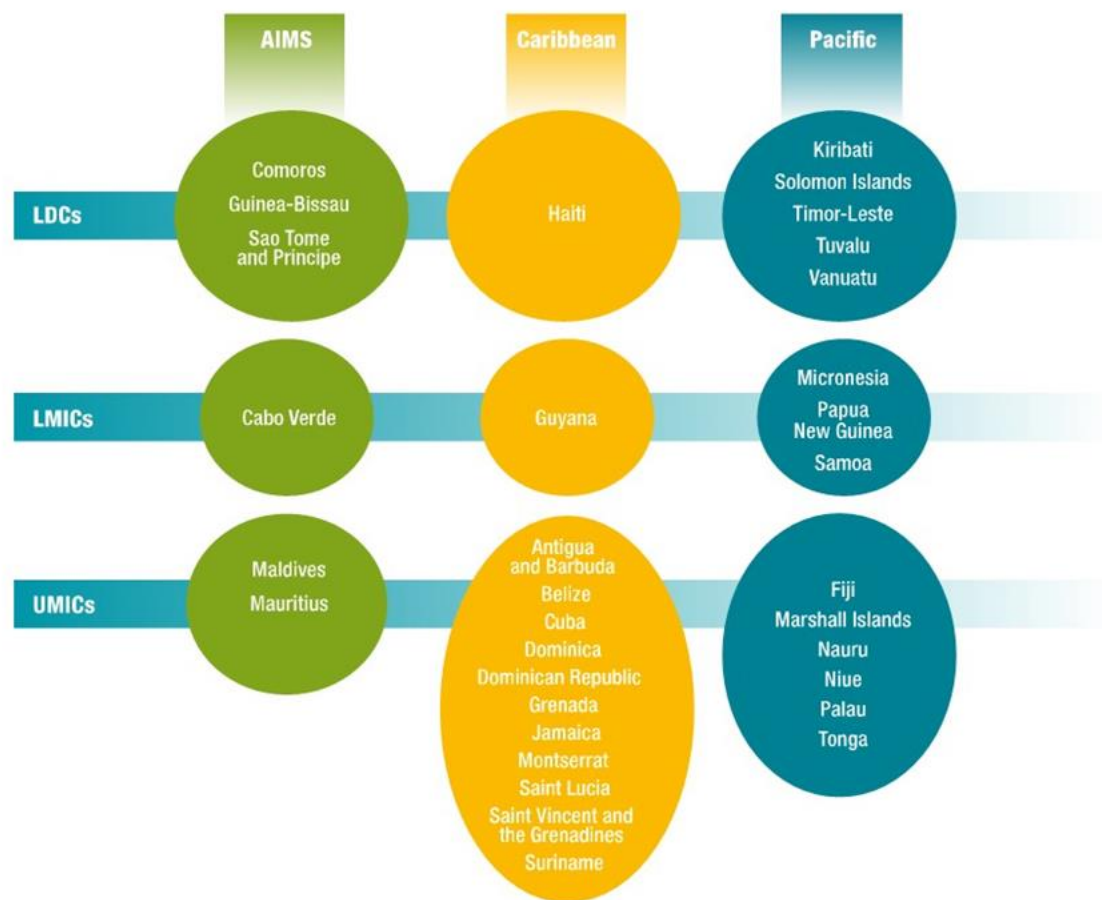 AIMS
Caribbean
Pacific
LDCs
Comoros
Guinea-Bissau
Sao Tome
and Principe
Haiti
Kiribati
Solomon Islands
Timor-Leste
Tuvalu
Vanuatu
LMICs
Cabo Verde
Guyana
Micronesia
Papua
New Guinea
Samoa
UMICs
Maldives
Mauritius
Antigua
and Barbuda
Belize
Cuba
Dominica
Dominican Republic
Grenada
Jamaica
Montserrat
Saint Lucia
Saint Vincent and
the Grenadines
Suriname
Fiji
Marshall Islands
Nauru
Niue
Palau
Tonga